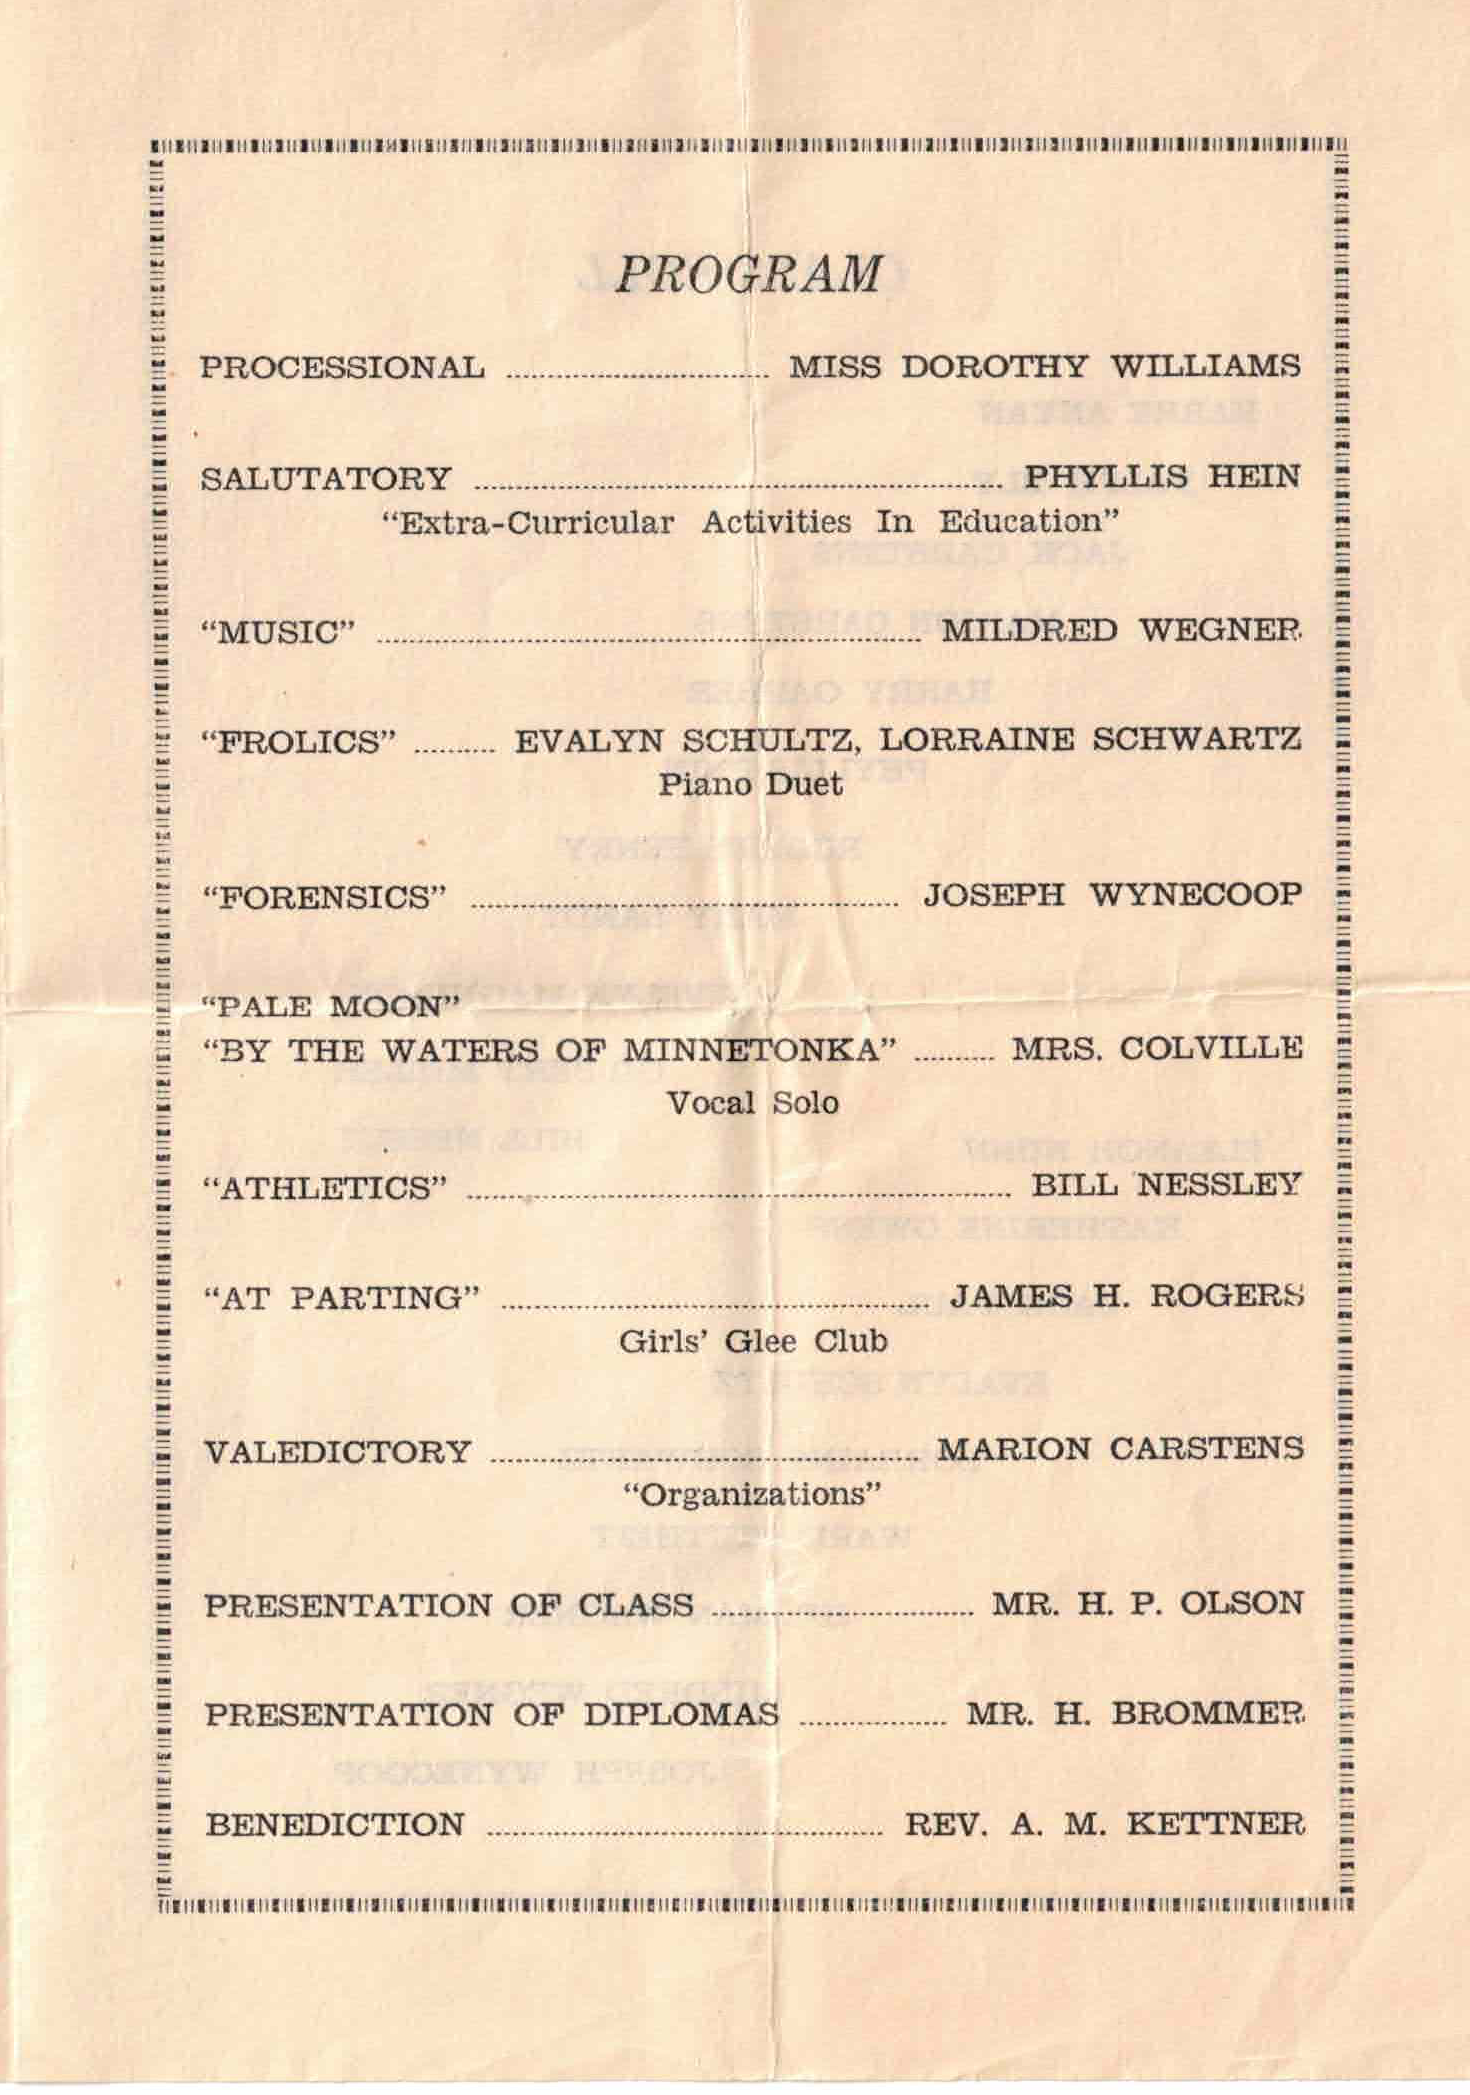 PROGRAM
PROCESSIONAL ................................ MISS DOROTHY WILLIAMS
SALUTATORY ................................................................ PHYLLIS HEIN
“Extra-Curricular Activities In Education”
“MUSIC” .................................................................. MILDRED WEGNER
“FROLICS” .......... EVALYN SCHULTZ, LORRAINE SCHWARTZ
Piano Duet
“FORENSICS” .................................................... JOSEPH WYNECOOP
“PALE MOON”
“BY THE WATERS OF MINNETONKA” .......... MRS. COLVILLE
Vocal Solo
“ATHLETICS” .................................................................. BILL NESSLEY
“AT PARTING” .................................................... JAMES H. ROGERS
Girls’ Glee Club
VALEDICTORY .................................................... MARION CARSTENS
“Organizations”
PRESENTATION OF CLASS ................................ MR. H. P. OLSON
PRESENTATION OF DIPLOMAS .................. MR. H. BROMMER
BENEDICTION ................................................ REV. A. M. KETTNER